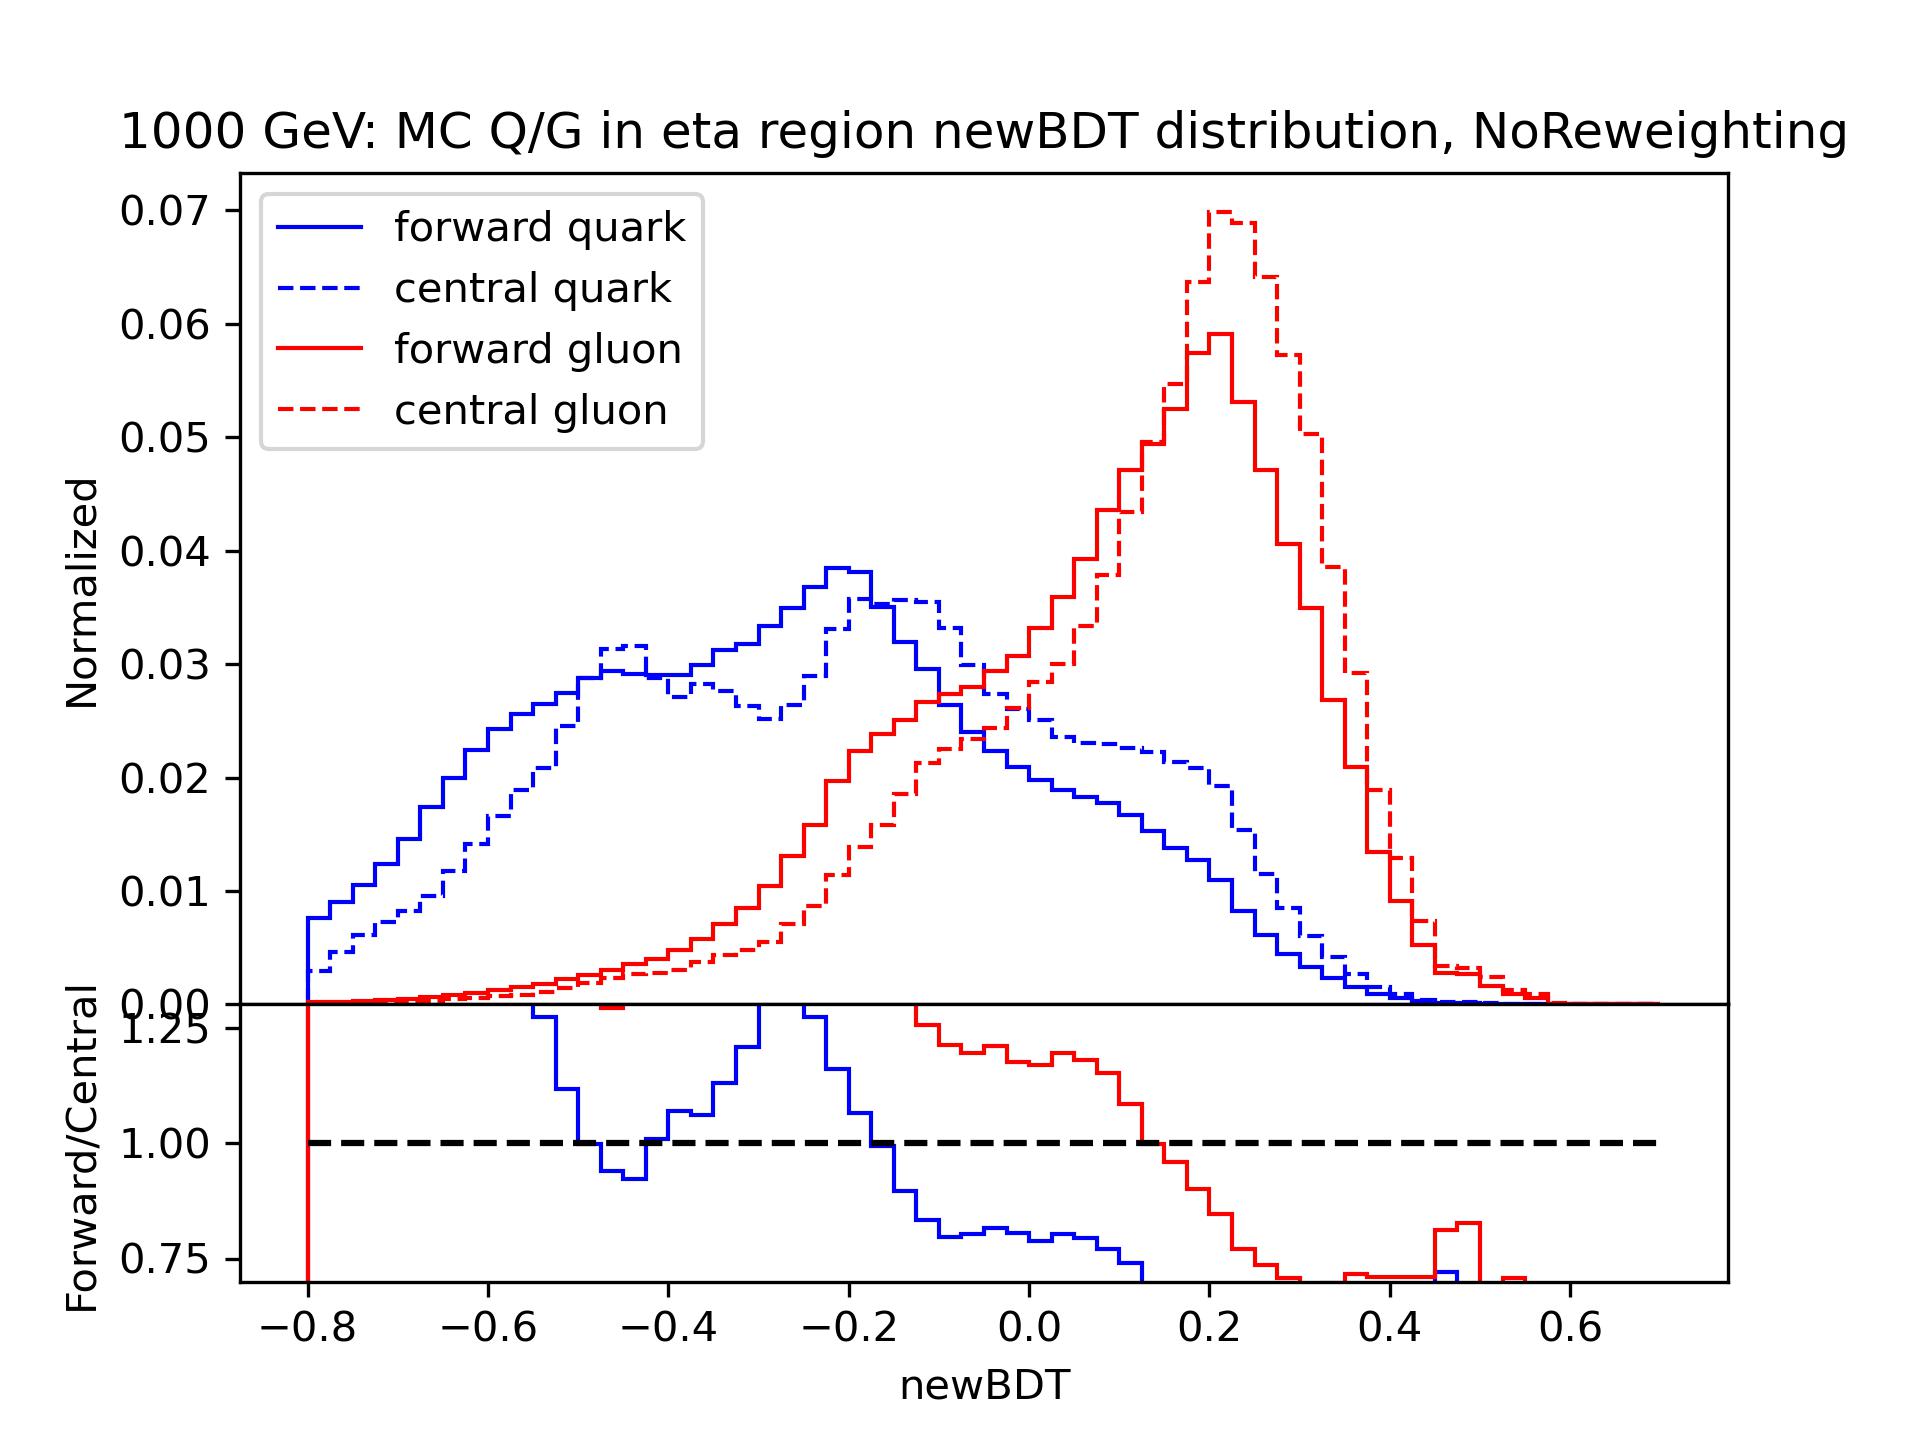 1000 GeV: MC Q/G in eta region newBDT distribution, NoReweighting
forward quark
central quark
forward gluon
central gluon
Normalized
0.07
0.06
0.05
0.04
0.03
0.02
0.01
0.00
Forward/Central
1.25
1.00
0.75
−0.8 −0.6 −0.4 −0.2 0.0 0.2 0.4 0.6
newBDT